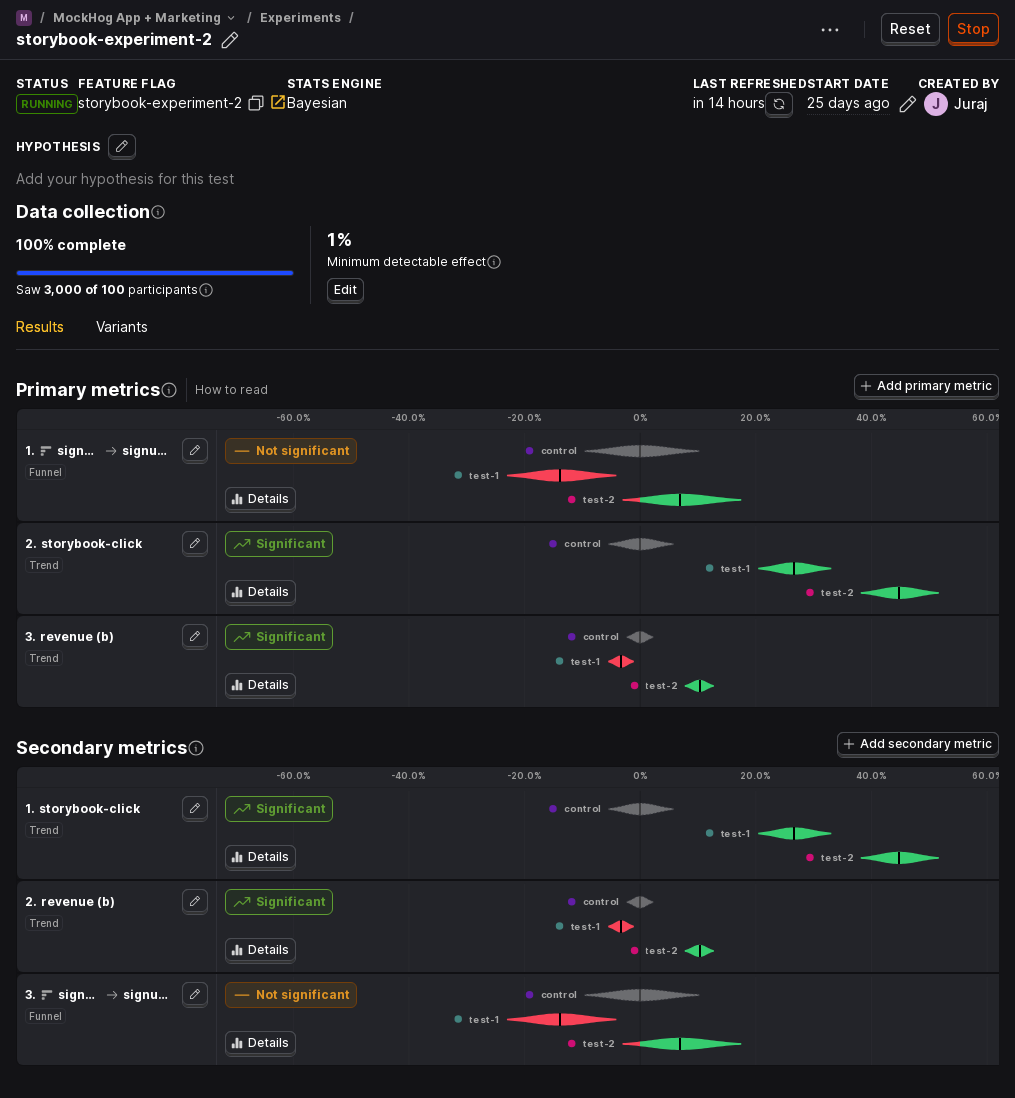 M / MockHog App + Marketing / Experiments /
storybook-experiment-2
Reset
Stop
STATUS
RUNNING
FEATURE FLAG
storybook-experiment-2
STATS ENGINE
Bayesian
LAST REFRESHED
in 14 hours
START DATE
25 days ago
CREATED BY
J Juraj
HYPOTHESIS
Add your hypothesis for this test
Data collection
100% complete
Saw 3,000 of 100 participants
1%
Minimum detectable effect
Edit
Results
Variants
Primary metrics
How to read
Add primary metric
-60.0% -40.0% -20.0% 0% 20.0% 40.0% 60.0%
1. sign... → signu...
Funnel
Not significant
Details
control
test-1
test-2
2. storybook-click
Trend
Significant
Details
control
test-1
test-2
3. revenue (b)
Trend
Significant
Details
control
test-1
test-2
Secondary metrics
Add secondary metric
-60.0% -40.0% -20.0% 0% 20.0% 40.0% 60.0%
1. storybook-click
Trend
Significant
Details
control
test-1
test-2
2. revenue (b)
Trend
Significant
Details
control
test-1
test-2
3. sign... → signu...
Funnel
Not significant
Details
control
test-1
test-2